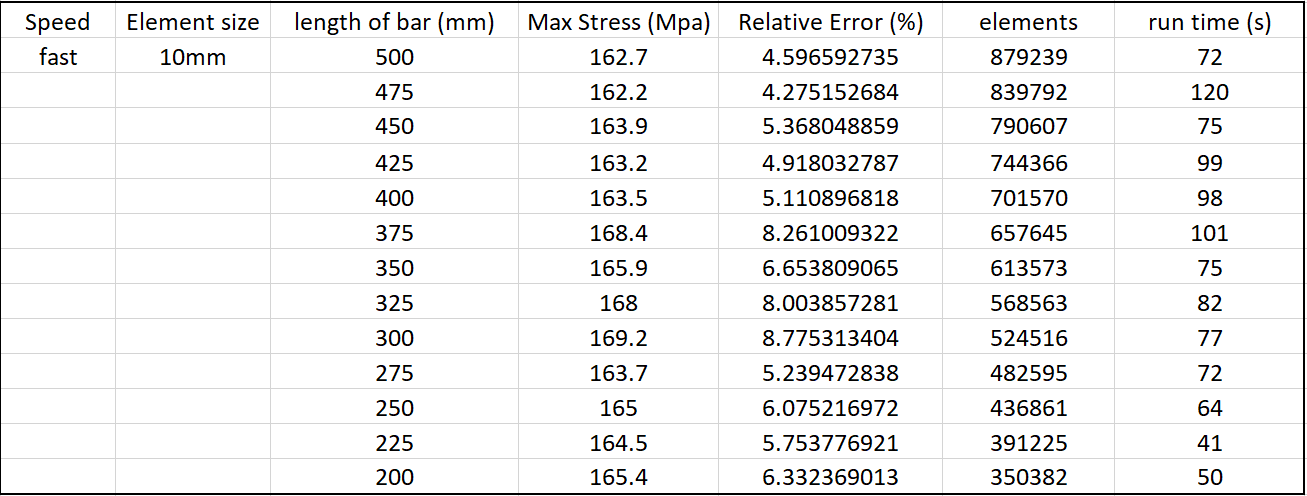 Speed Element size length of bar (mm) Max Stress (Mpa) Relative Error (%) elements run time (s)
fast 10mm 500 162.7 4.596592735 879239 72
475 162.2 4.275152684 839792 120
450 163.9 5.368048859 790607 75
425 163.2 4.918032787 744366 99
400 163.5 5.110896818 701570 98
375 168.4 8.261009322 657645 101
350 165.9 6.653809065 613573 75
325 168 8.003857281 568563 82
300 169.2 8.775313404 524516 77
275 163.7 5.239472838 482595 72
250 165 6.075216972 436861 64
225 164.5 5.753776921 391225 41
200 165.4 6.332369013 350382 50